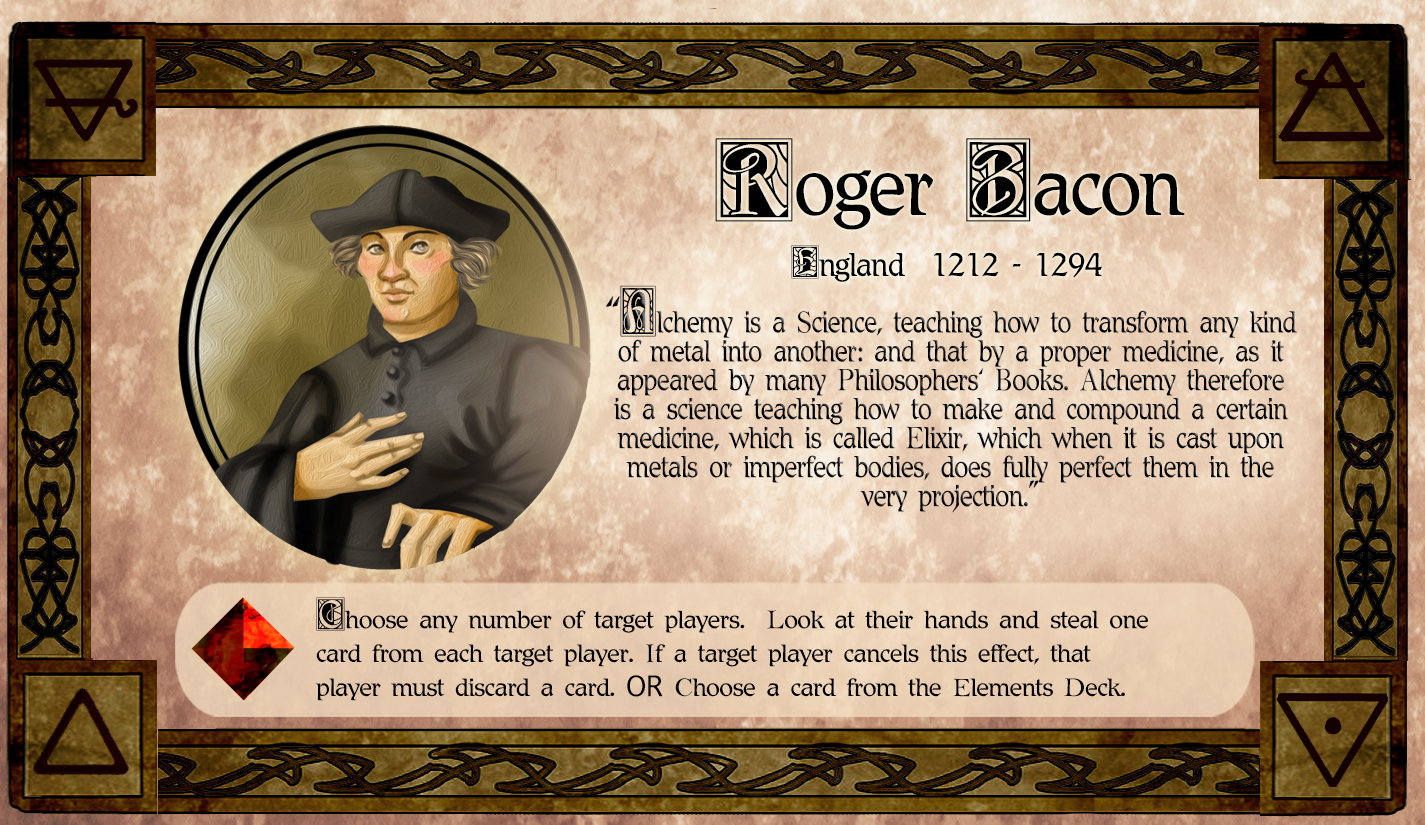 Roger Bacon
England 1212 - 1294
“Alchemy is a Science, teaching how to transform any kind
of metal into another: and that by a proper medicine, as it
appeared by many Philosophers' Books. Alchemy therefore
is a science teaching how to make and compound a certain
medicine, which is called Elixir, which when it is cast upon
metals or imperfect bodies, does fully perfect them in the
very projection.”
Choose any number of target players. Look at their hands and steal one
card from each target player. If a target player cancels this effect, that
player must discard a card. OR Choose a card from the Elements Deck.